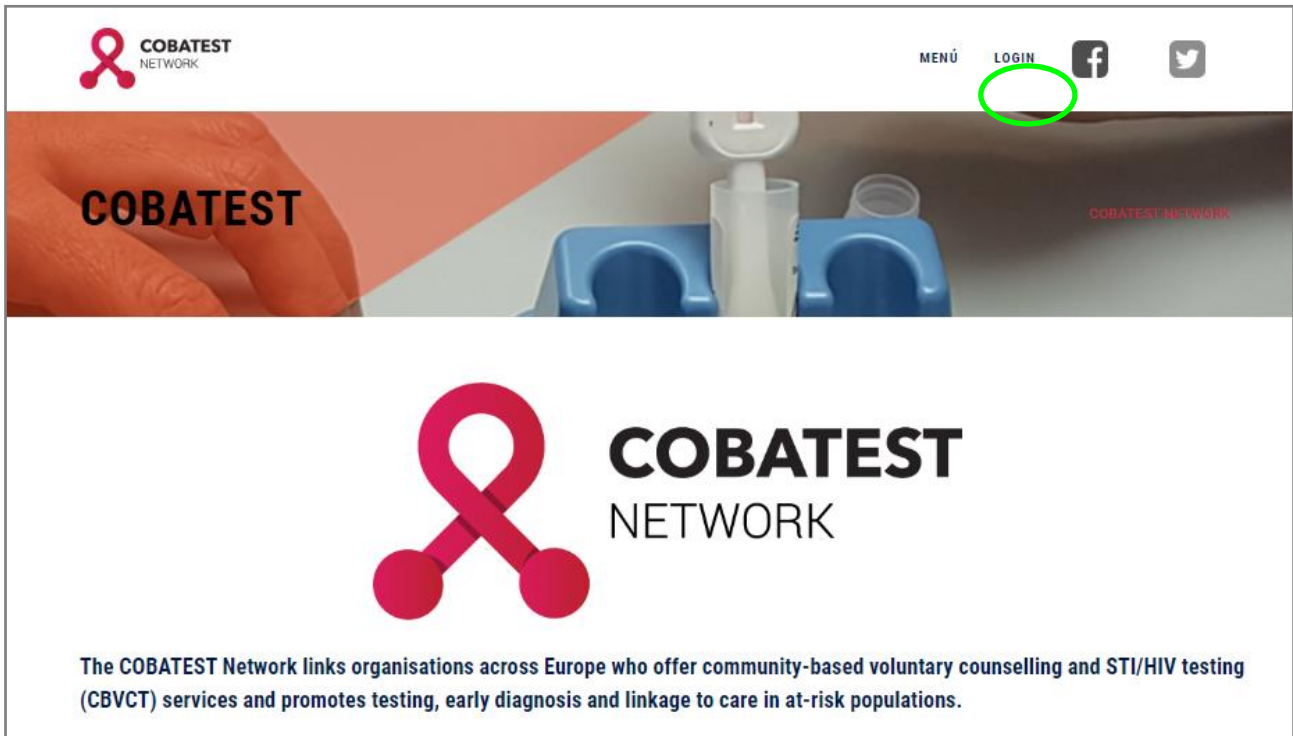 COBATEST
NETWORK
MENÚ
LOGIN
COBATEST
COBATEST NETWORK
COBATEST
NETWORK
The COBATEST Network links organisations across Europe who offer community-based voluntary counselling and STI/HIV testing
(CBVCT) services and promotes testing, early diagnosis and linkage to care in at-risk populations.